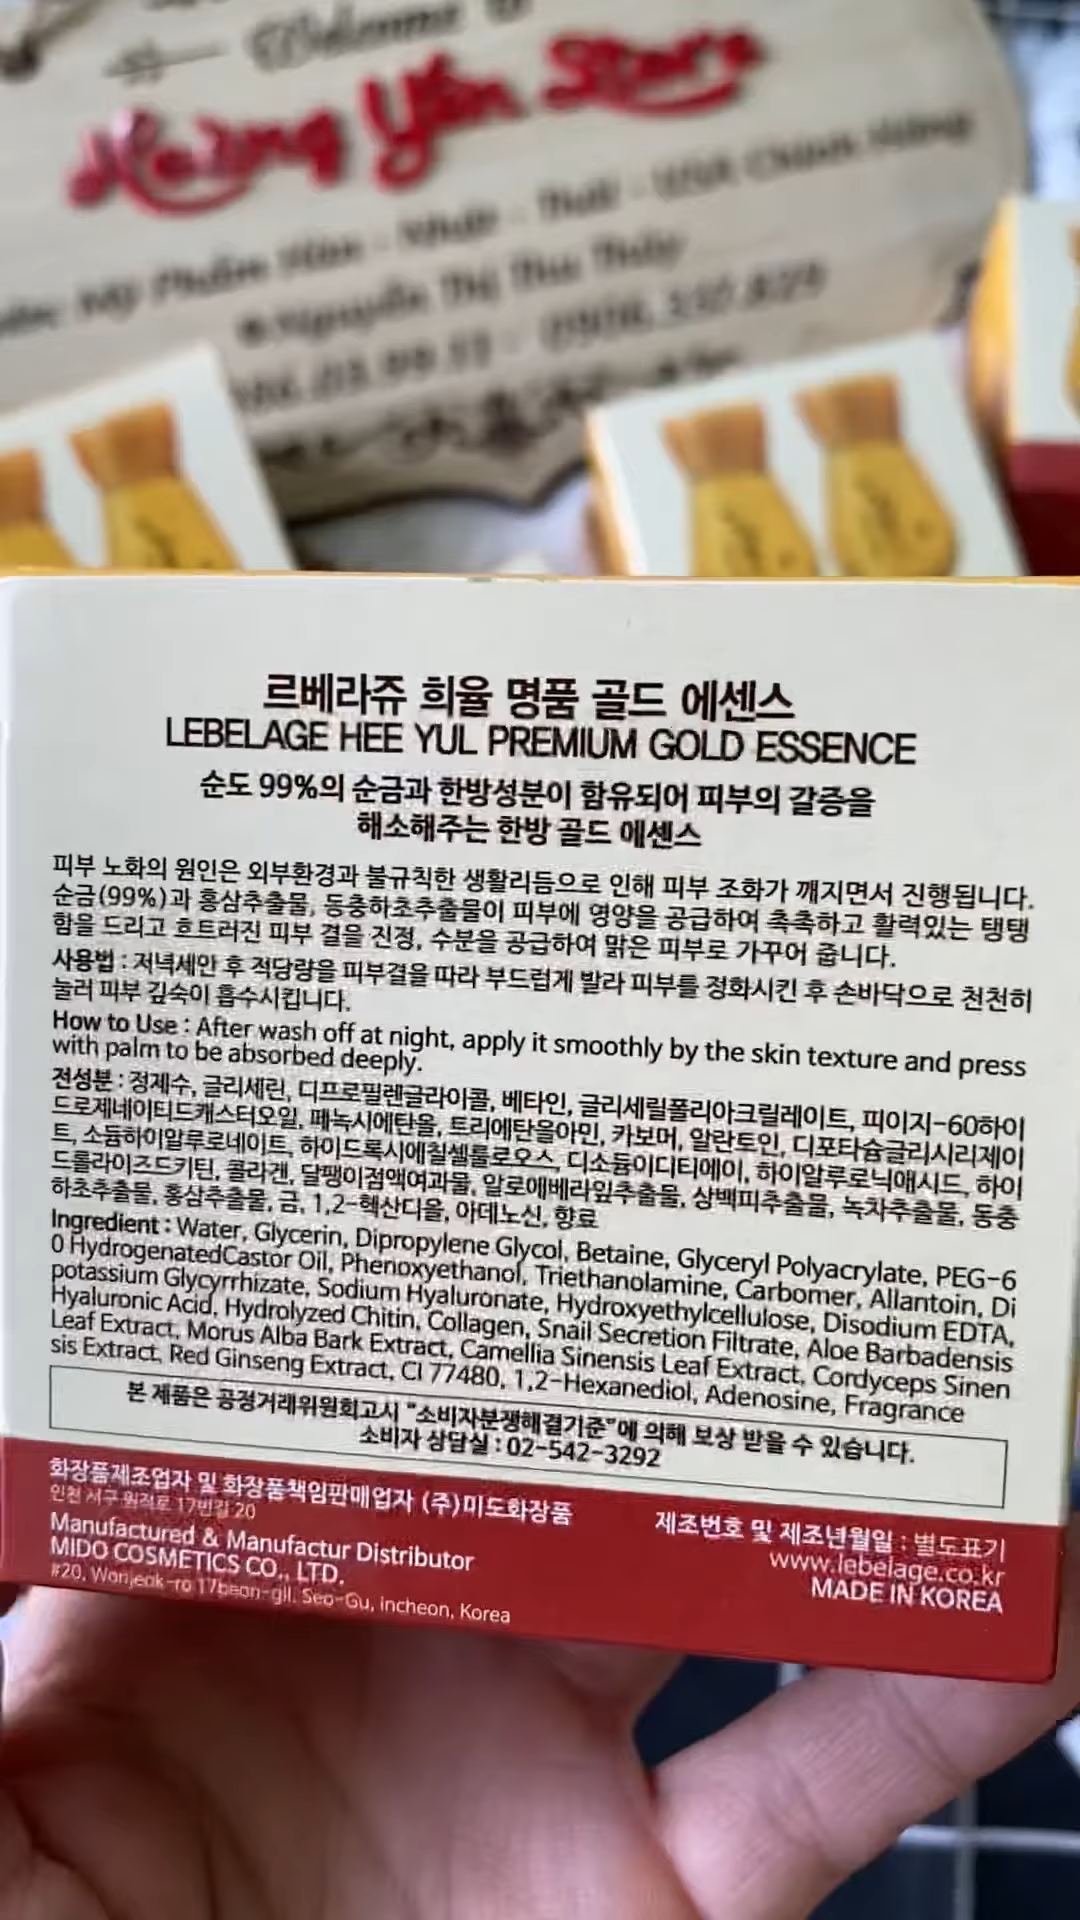 Welcome to
Hoàng Yến Store
Mỹ Phẩm Hàn - Nhật - Thái - USA Chính Hãng
Nguyễn Thị Thu Thủy
르베라쥬 희율 명품 골드 에센스
LEBELAGE HEE YUL PREMIUM GOLD ESSENCE
순도 99%의 순금과 한방성분이 함유되어 피부의 갈증을
해소해주는 한방 골드 에센스
피부 노화의 원인은 외부환경과 불규칙한 생활리듬으로 인해 피부 조화가 깨지면서 진행됩니다.
순금(99%)과 홍삼추출물, 동충하초추출물이 피부에 영양을 공급하여 촉촉하고 활력있는 탱탱
함을 드리고 흐트러진 피부 결을 진정, 수분을 공급하여 맑은 피부로 가꾸어 줍니다.
사용법 : 저녁세안 후 적당량을 피부결을 따라 부드럽게 발라 피부를 정화시킨 후 손바닥으로 천천히
눌러 피부 깊숙이 흡수시킵니다.
How to Use : After wash off at night, apply it smoothly by the skin texture and press
with palm to be absorbed deeply.
전성분 : 정제수, 글리세린, 디프로필렌글라이콜, 베타인, 글리세릴폴리아크릴레이트, 피이지-60하이
드로제네이티드캐스터오일, 페녹시에탄올, 트리에탄올아민, 카보머, 알란토인, 디포타슘글리시리제이
트, 소듐하이알루로네이트, 하이드록시에칠셀룰로오스, 디소듐이디티에이, 하이알루로닉애시드, 하이
드롤라이즈드키틴, 콜라겐, 달팽이점액여과물, 알로에베라잎추출물, 상백피추출물, 녹차추출물, 동충
하초추출물, 홍삼추출물, 금, 1,2-헥산디올, 아데노신, 향료
Ingredient : Water, Glycerin, Dipropylene Glycol, Betaine, Glyceryl Polyacrylate, PEG-6
0 HydrogenatedCastor Oil, Phenoxyethanol, Triethanolamine, Carbomer, Allantoin, Di
potassium Glycyrrhizate, Sodium Hyaluronate, Hydroxyethylcellulose, Disodium EDTA,
Hyaluronic Acid, Hydrolyzed Chitin, Collagen, Snail Secretion Filtrate, Aloe Barbadensis
Leaf Extract, Morus Alba Bark Extract, Camellia Sinensis Leaf Extract, Cordyceps Sinen
sis Extract, Red Ginseng Extract, CI 77480, 1,2-Hexanediol, Adenosine, Fragrance
본 제품은 공정거래위원회고시 "소비자분쟁해결기준"에 의해 보상 받을 수 있습니다.
소비자 상담실 : 02-542-3292
화장품제조업자 및 화장품책임판매업자 (주)미도화장품
인천 서구 원적로 17번길 20
Manufactured & Manufactur Distributor
MIDO COSMETICS CO., LTD.
#20, Wonjeok-ro 17beon-gil, Seo-Gu, incheon, Korea
제조번호 및 제조년월일 : 별도표기
www.lebelage.co.kr
MADE IN KOREA